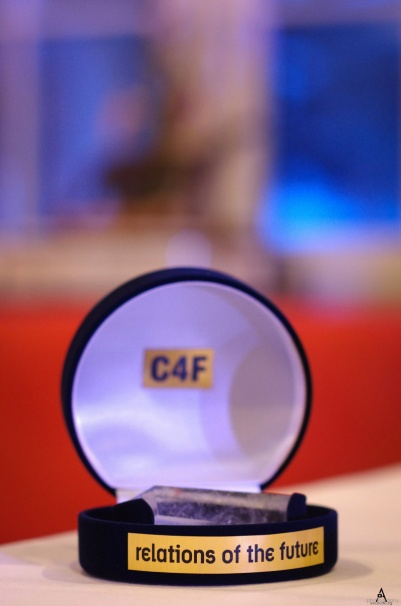 C4F
relations of the future